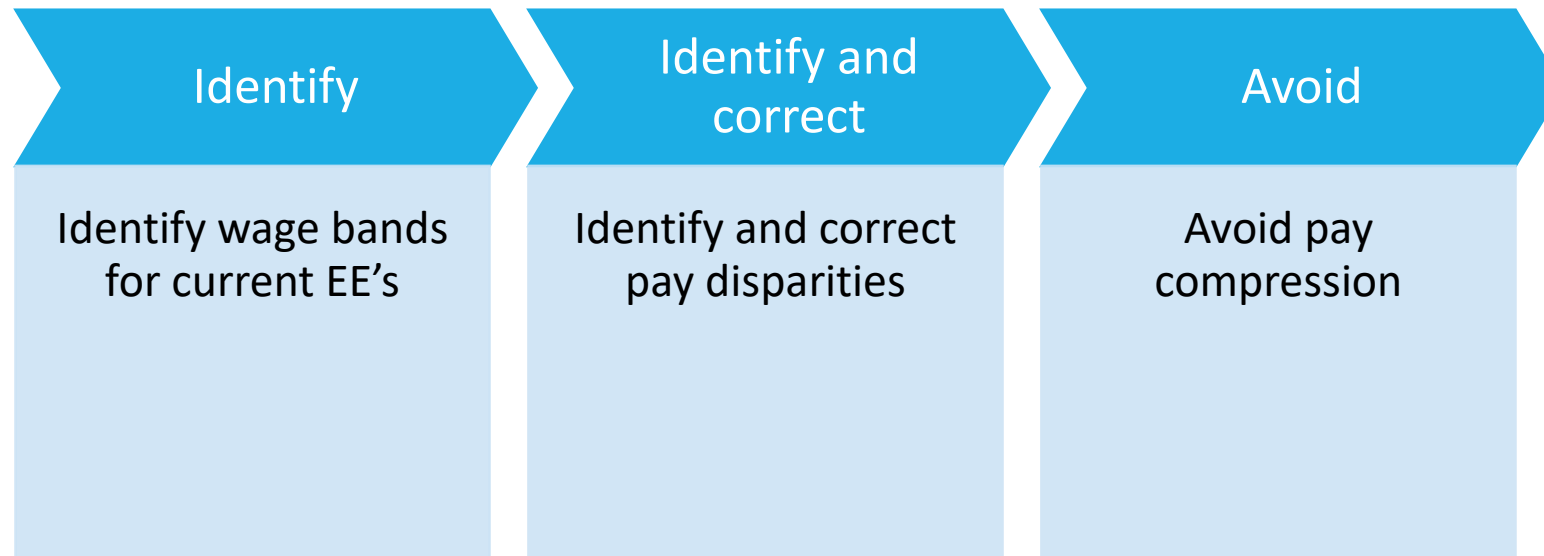 Identify
Identify wage bands
for current EE’s
Identify and
correct
Identify and correct
pay disparities
Avoid
Avoid pay
compression